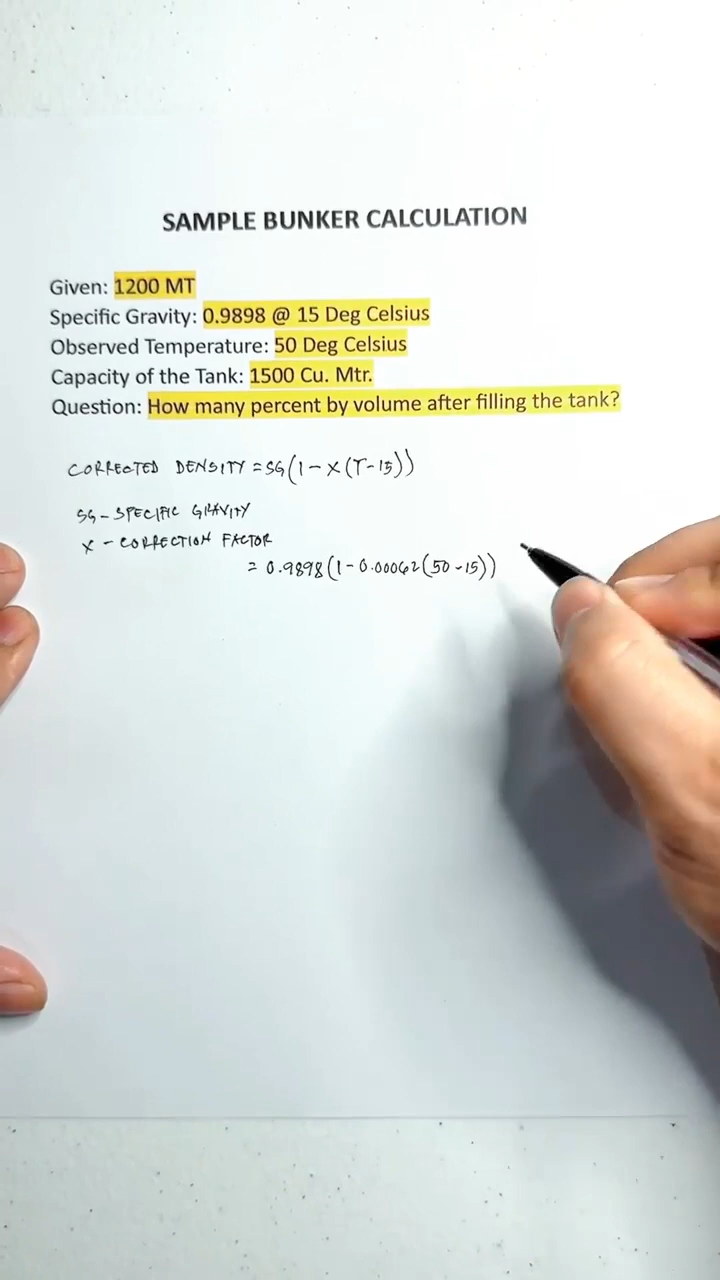 SAMPLE BUNKER CALCULATION
Given: 1200 MT
Specific Gravity: 0.9898 @ 15 Deg Celsius
Observed Temperature: 50 Deg Celsius
Capacity of the Tank: 1500 Cu. Mtr.
Question: How many percent by volume after filling the tank?
CORRECTED DENSITY = SG(1-X(T-15))
SG - SPECIFIC GRAVITY
X - CORRECTION FACTOR
= 0.9898(1-0.00062(50-15))